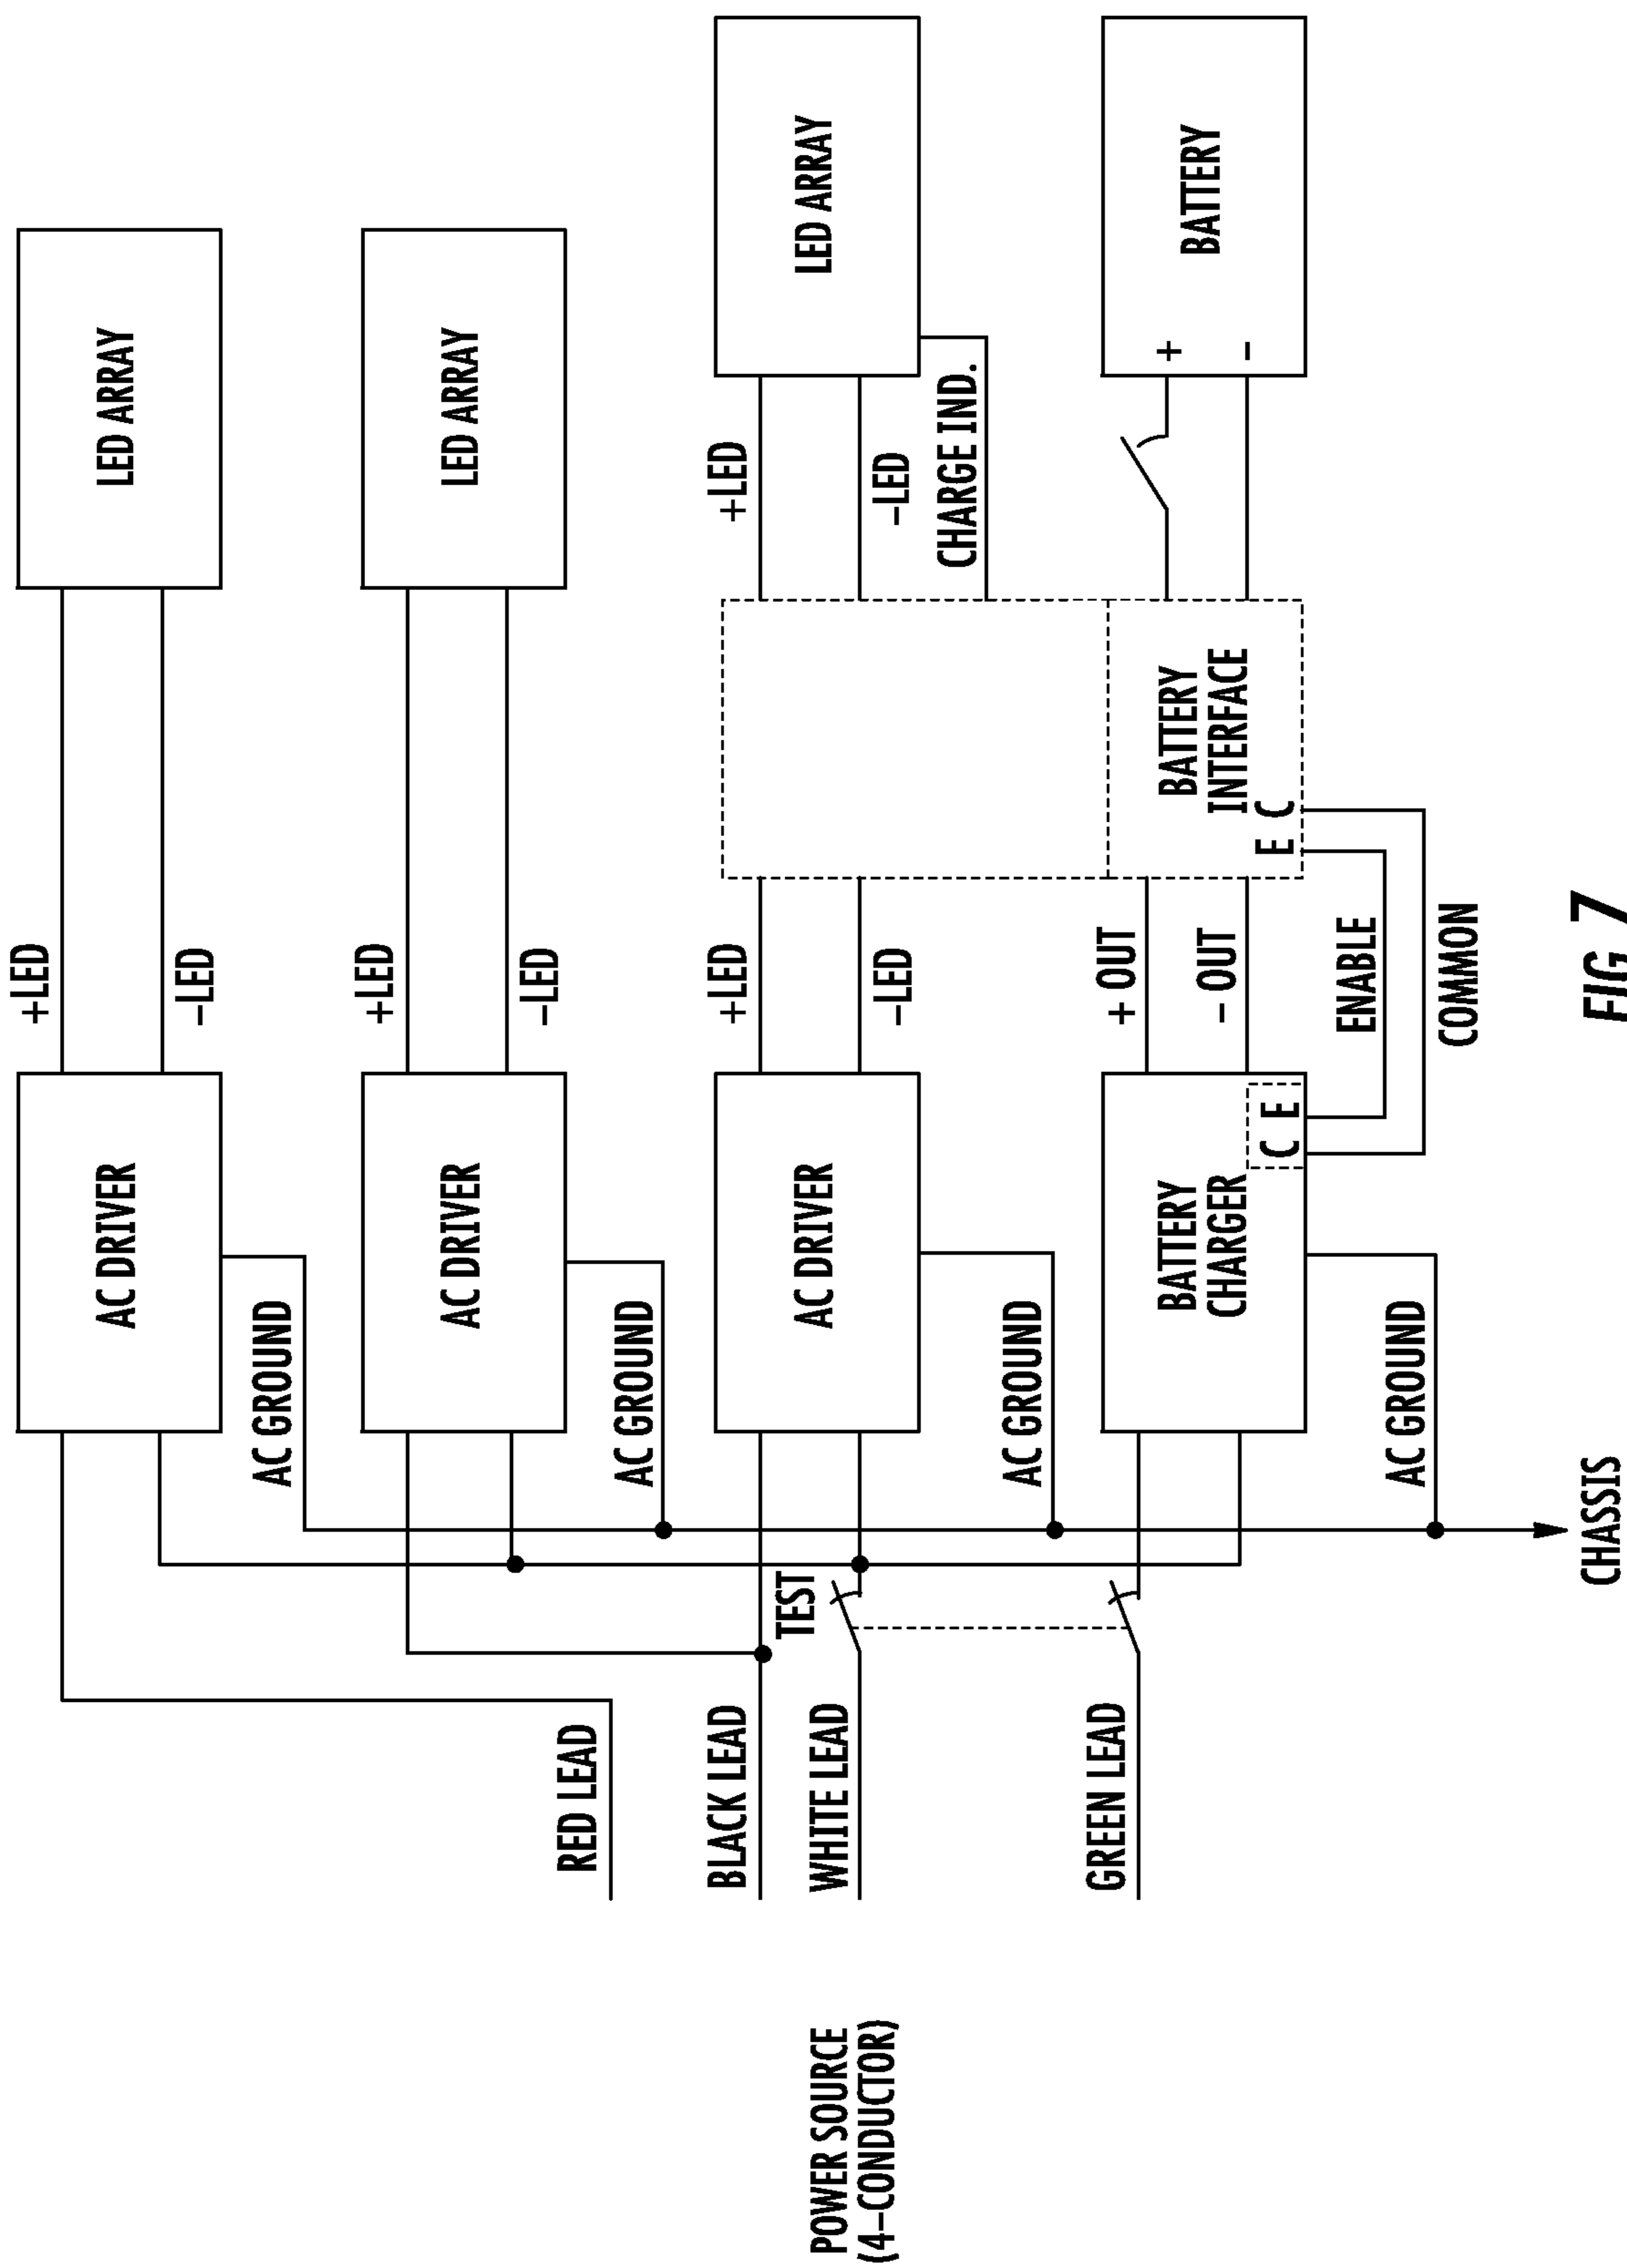 LED ARRAY
+LED
-LED
AC DRIVER
AC GROUND
RED LEAD
LED ARRAY
+LED
-LED
AC DRIVER
AC GROUND
LED ARRAY
+LED
-LED
CHARGE IND.
+LED
-LED
AC DRIVER
AC GROUND
BLACK LEAD
TEST
WHITE LEAD
POWER SOURCE
(4-CONDUCTOR)
BATTERY
+
-
BATTERY
INTERFACE
E C
+ OUT
- OUT
C E
BATTERY
CHARGER
ENABLE
COMMON
AC GROUND
GREEN LEAD
CHASSIS
FIG 7